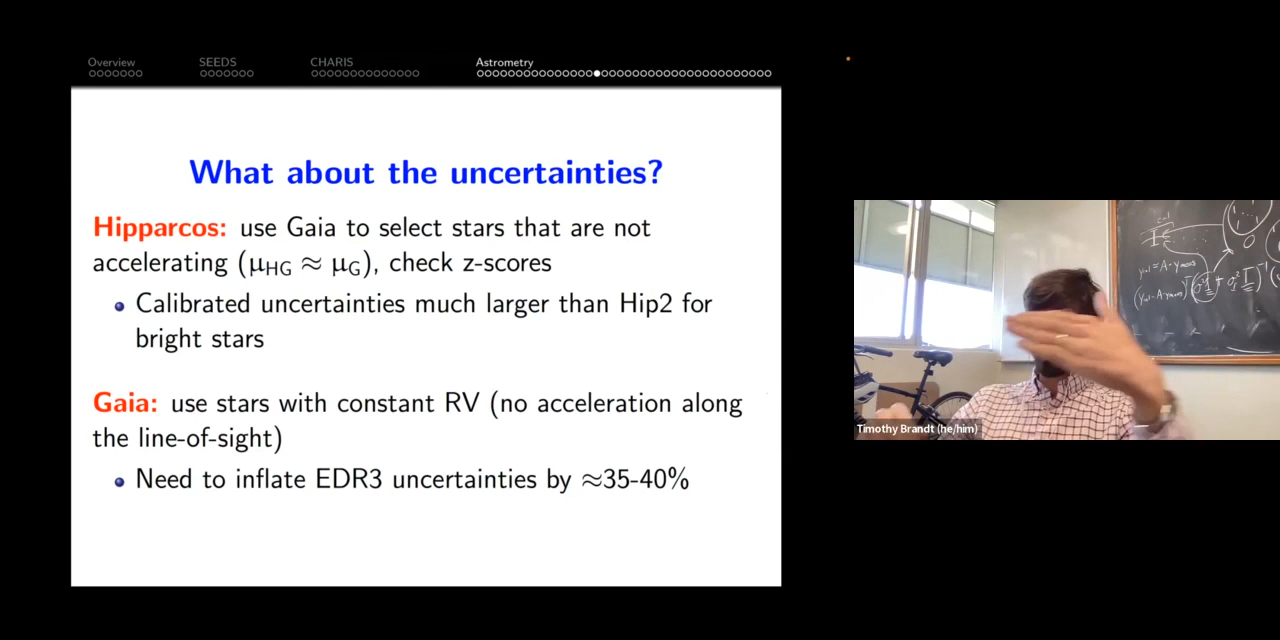 Overview SEEDS CHARIS Astrometry
What about the uncertainties?
Hipparcos: use Gaia to select stars that are not
accelerating (μHG ≈ μG), check z-scores
Calibrated uncertainties much larger than Hip2 for
bright stars
Gaia: use stars with constant RV (no acceleration along
the line-of-sight)
Need to inflate EDR3 uncertainties by ≈35-40%
Timothy Brandt (he/him)